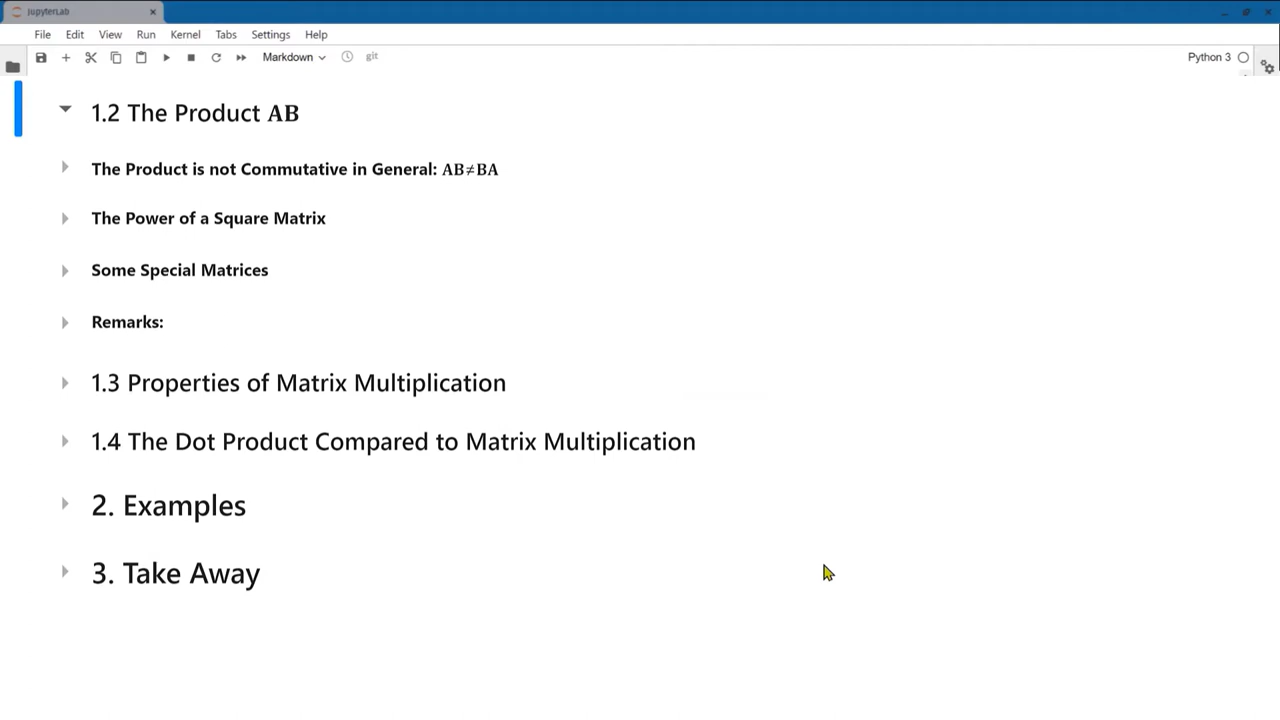 JupyterLab
File Edit View Run Kernel Tabs Settings Help
Markdown git Python 3
1.2 The Product AB
The Product is not Commutative in General: AB≠BA
The Power of a Square Matrix
Some Special Matrices
Remarks:
1.3 Properties of Matrix Multiplication
1.4 The Dot Product Compared to Matrix Multiplication
2. Examples
3. Take Away